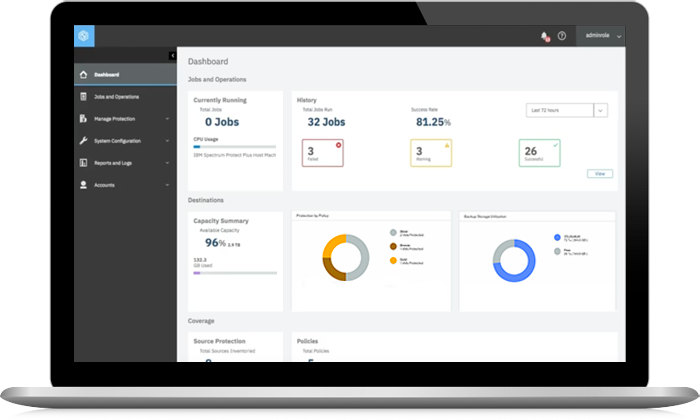 adminrole
Dashboard
Jobs and Operations
Manage Protection
System Configuration
Reports and Logs
Accounts
Dashboard
Jobs and Operations
Currently Running
Total Jobs
0 Jobs
CPU Usage
IBM Spectrum Protect Plus Host Mach
History
Total Jobs Run
32 Jobs
Success Rate
81.25%
Last 72 hours
3
Failed
3
Warning
26
Successful
View
Destinations
Capacity Summary
Available Capacity
96% 2.9 TB
131.3
GB Used
Protected by Policy
Silver
Bronze
Gold
Backup Storage Utilization
Free
Coverage
Source Protection
Total Sources Inventoried
Policies
Total Policies